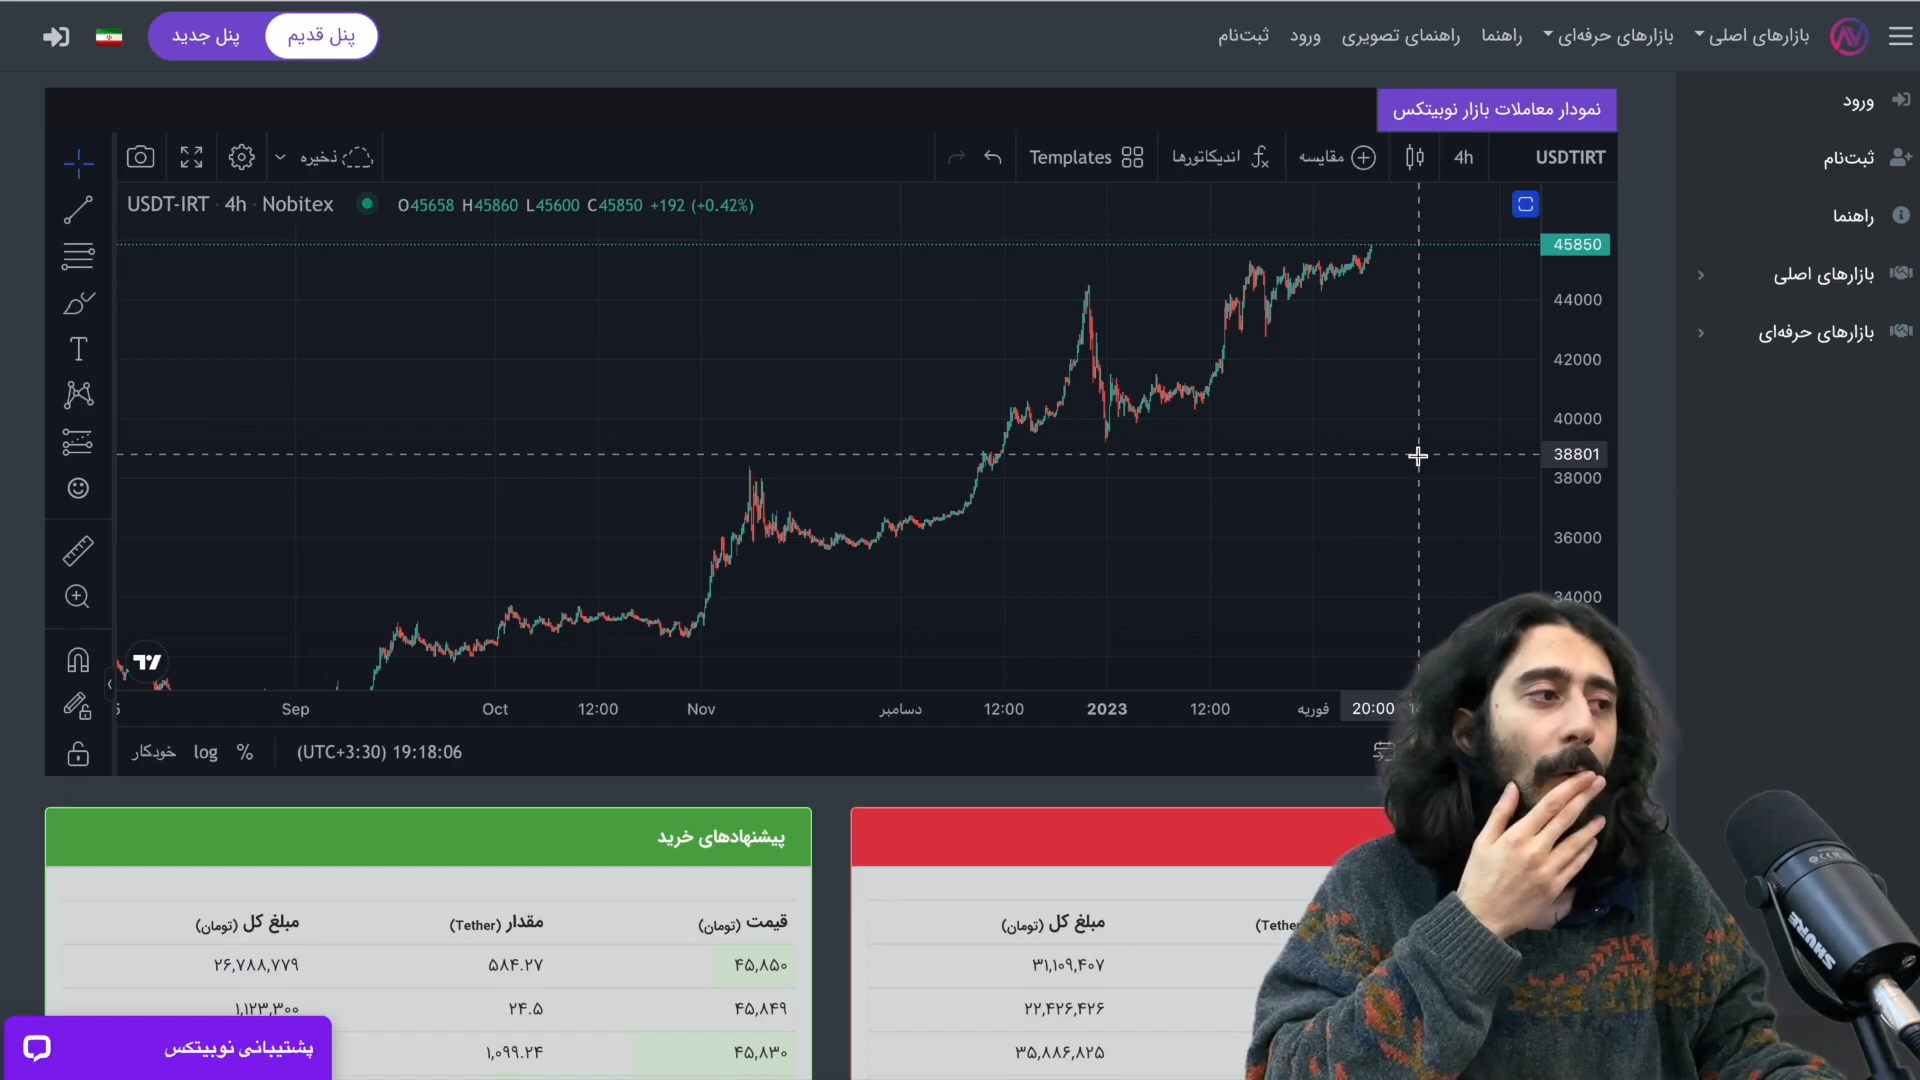 بازارهای اصلی
بازارهای حرفه‌ای
راهنما
راهنمای تصویری
ورود
ثبت‌نام
پنل قدیم
پنل جدید
ورود
ثبت‌نام
راهنما
بازارهای اصلی
بازارهای حرفه‌ای
نمودار معاملات بازار نوبیتکس
USDTIRT
4h
مقایسه
اندیکاتورها
Templates
ذخیره
USDT-IRT · 4h · Nobitex O45658 H45860 L45600 C45850 +192 (+0.42%)
45850
44000
42000
40000
38801
38000
36000
34000
Sep Oct 12:00 Nov دسامبر 12:00 2023 12:00 فوریه 20:00
خودکار log % (UTC+3:30) 19:18:06
پیشنهادهای خرید
قیمت (تومان) مقدار (Tether) مبلغ کل (تومان)
۴۵,۸۵۰ ۵۸۴.۲۷ ۲۶,۷۸۸,۷۷۹
۴۵,۸۴۹ ۲۴.۵ ۱,۱۲۳,۳۰۰
۴۵,۸۳۰ ۱,۰۹۹.۲۴
مبلغ کل (تومان)
۳۱,۱۰۹,۴۰۷
۲۲,۴۲۶,۴۲۶
۳۵,۸۸۶,۸۲۵
پشتیبانی نوبیتکس
SHURE